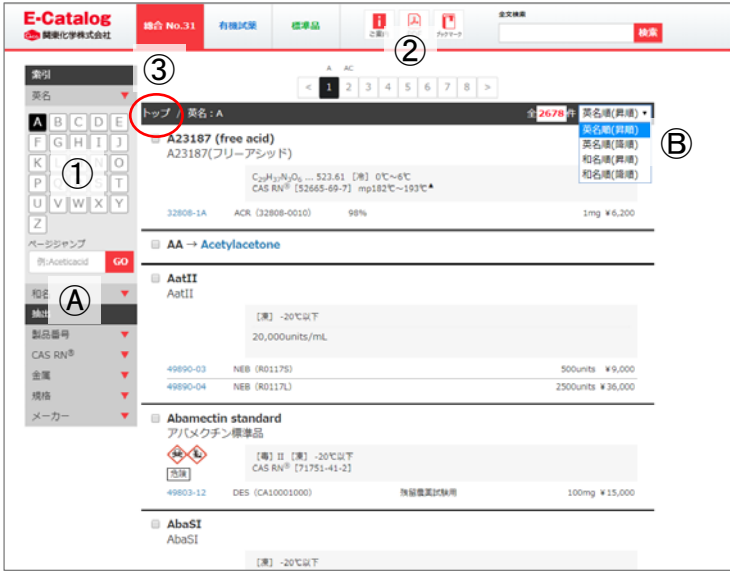 E-Catalog
関東化学株式会社
総合 No.31
有機試薬
標準品
ご案内
ブックマーク
②
全文検索
検索
索引
英名 ▼
A B C D E
F G H I J
K N O
P S T
U V W X Y
Z
①
ページジャンプ
例:Aceticacid GO
和名 ▼
Ⓐ
抽出
製品番号 ▼
CAS RN® ▼
金属 ▼
規格 ▼
メーカー ▼
③
A AC
< 1 2 3 4 5 6 7 8 >
トップ / 英名 : A
全2678件
英名順(昇順) ▼
英名順(昇順)
英名順(降順)
和名順(昇順)
和名順(降順)
Ⓑ
A23187 (free acid)
A23187(フリーアシッド)
C₂₉H₃₇N₃O₆ ... 523.61 [冷] 0℃~6℃
CAS RN® [52665-69-7] mp182℃~193℃▲
32808-1A ACR (32808-0010) 98% 1mg ¥6,200
AA → Acetylacetone
AatII
AatII
[凍] -20℃以下
20,000units/mL
49890-03 NEB (R0117S) 500units ¥9,000
49890-04 NEB (R0117L) 2500units ¥36,000
Abamectin standard
アバメクチン標準品
危険
[毒] II [凍] -20℃以下
CAS RN® [71751-41-2]
49803-12 DES (CA10001000) 残留農薬試験用 100mg ¥15,000
AbaSI
AbaSI
[凍] -20℃以下